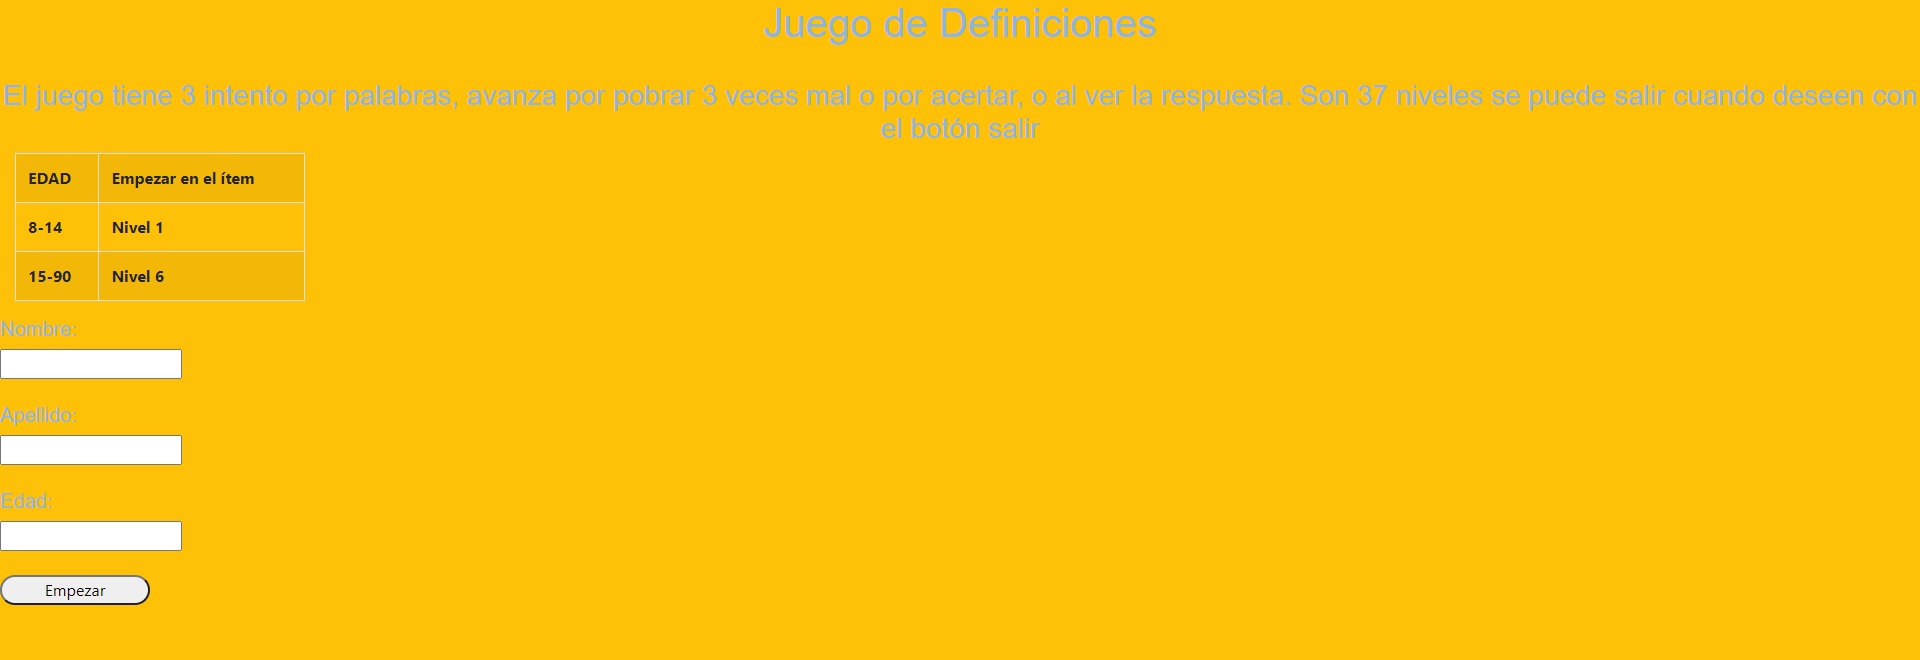 Juego de Definiciones
El juego tiene 3 intento por palabras, avanza por pobrar 3 veces mal o por acertar, o al ver la respuesta. Son 37 niveles se puede salir cuando deseen con
el botón salir
EDAD Empezar en el ítem
8-14 Nivel 1
15-90 Nivel 6
Nombre:
Apellido:
Edad:
Empezar